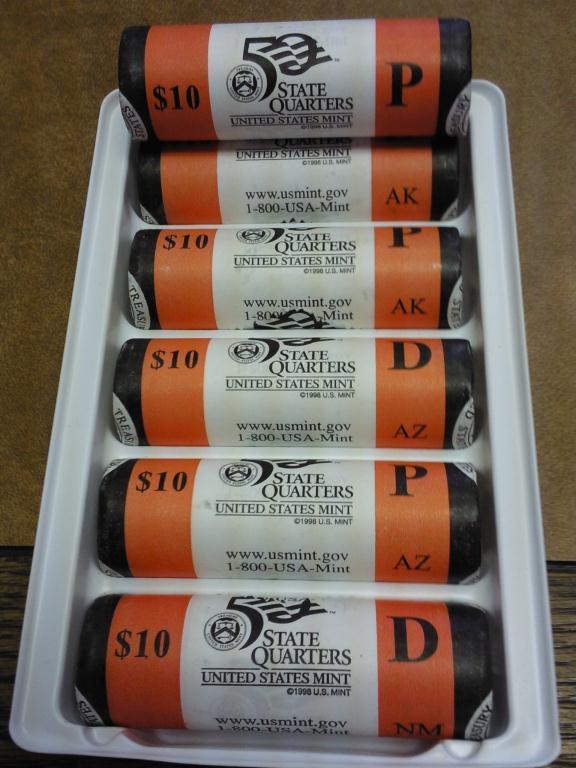 $10
50
STATE
QUARTERS
UNITED STATES MINT
©1998 U.S. MINT
P
STATES
UNITED STATES MINT
©1998 U.S. MINT
www.usmint.gov
1-800-USA-Mint
AK
$10
STATE
QUARTERS
UNITED STATES MINT
©1998 U.S. MINT
www.usmint.gov
P
AK
$10
STATE
QUARTERS
UNITED STATES MINT
©1998 U.S. MINT
www.usmint.gov
1-800-USA-Mint
D
AZ
$10
STATE
QUARTERS
UNITED STATES MINT
©1998 U.S. MINT
www.usmint.gov
1-800-USA-Mint
P
AZ
$10
50
STATE
QUARTERS
UNITED STATES MINT
©1998 U.S. MINT
www.usmint.gov
1-800-USA-Mint
D
NM